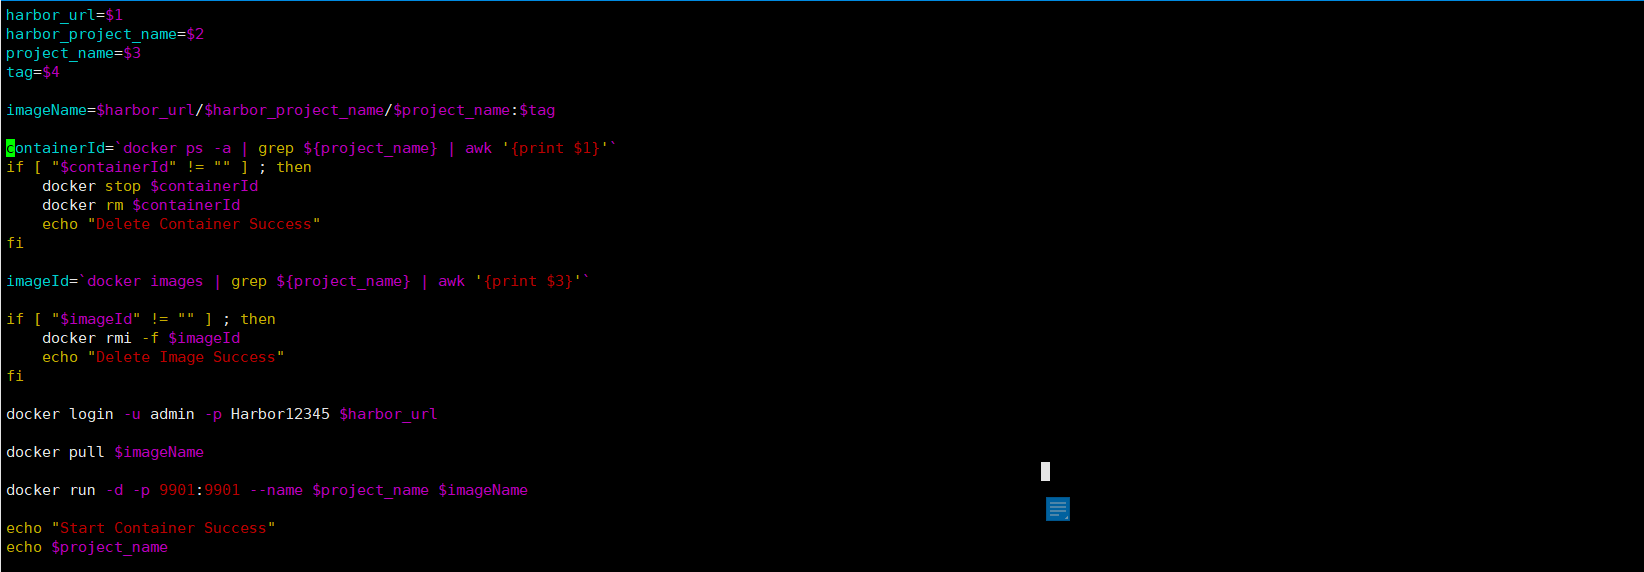 harbor_url=$1
harbor_project_name=$2
project_name=$3
tag=$4
imageName=$harbor_url/$harbor_project_name/$project_name:$tag
containerId=`docker ps -a | grep ${project_name} | awk '{print $1}'`
if [ "$containerId" != "" ] ; then
    docker stop $containerId
    docker rm $containerId
    echo "Delete Container Success"
fi
imageId=`docker images | grep ${project_name} | awk '{print $3}'`
if [ "$imageId" != "" ] ; then
    docker rmi -f $imageId
    echo "Delete Image Success"
fi
docker login -u admin -p Harbor12345 $harbor_url
docker pull $imageName
docker run -d -p 9901:9901 --name $project_name $imageName
echo "Start Container Success"
echo $project_name